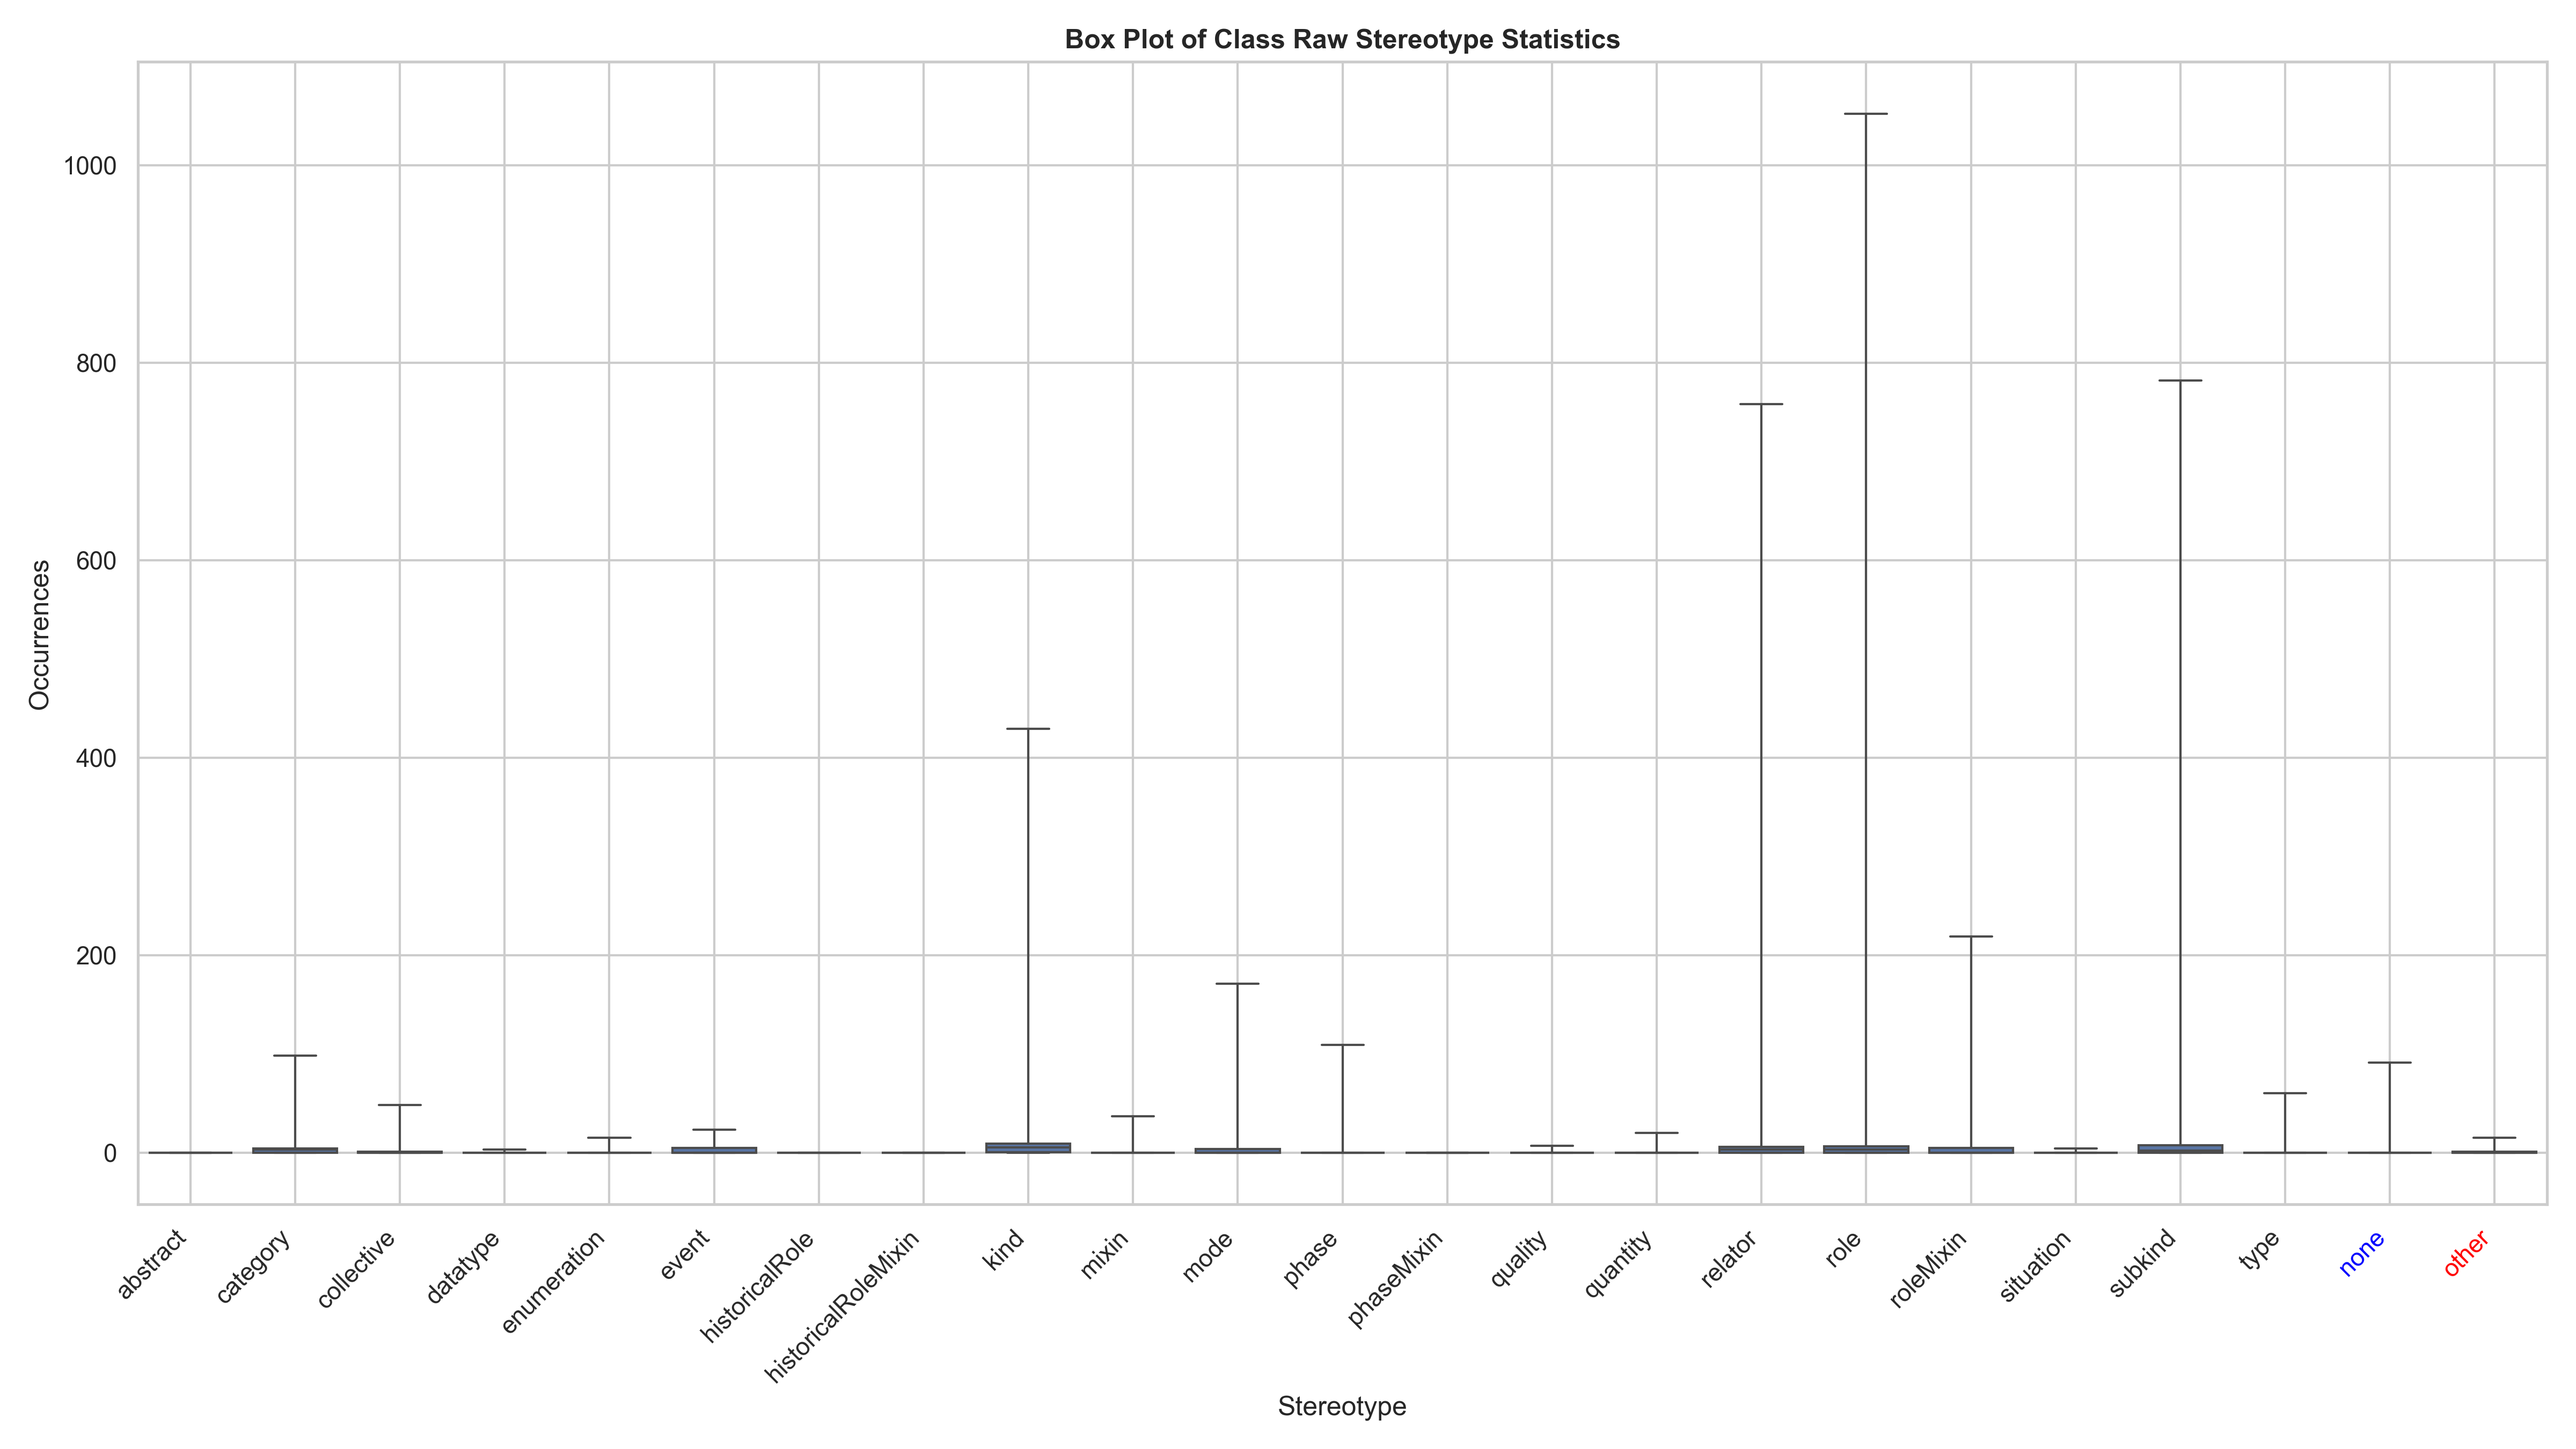 Box Plot of Class Raw Stereotype Statistics
1000
800
600
400
200
0
Occurrences
abstract
category
collective
datatype
enumeration
event
historicalRole
historicalRoleMixin
kind
mixin
mode
phase
phaseMixin
quality
quantity
relator
role
roleMixin
situation
subkind
type
none
other
Stereotype